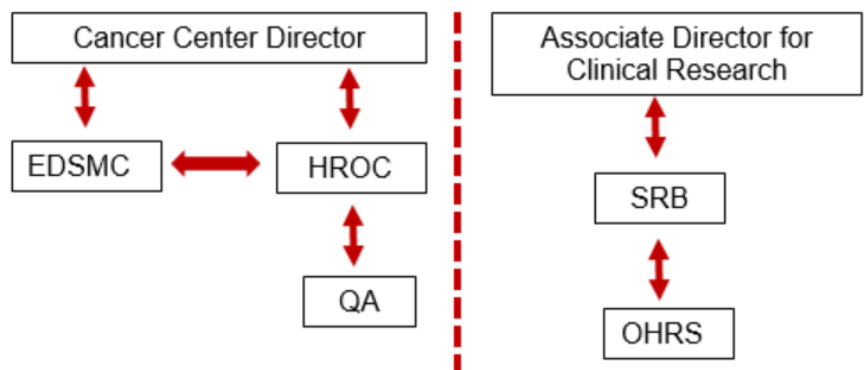 Cancer Center Director
Associate Director for
Clinical Research
EDSMC
HROC
SRB
QA
OHRS